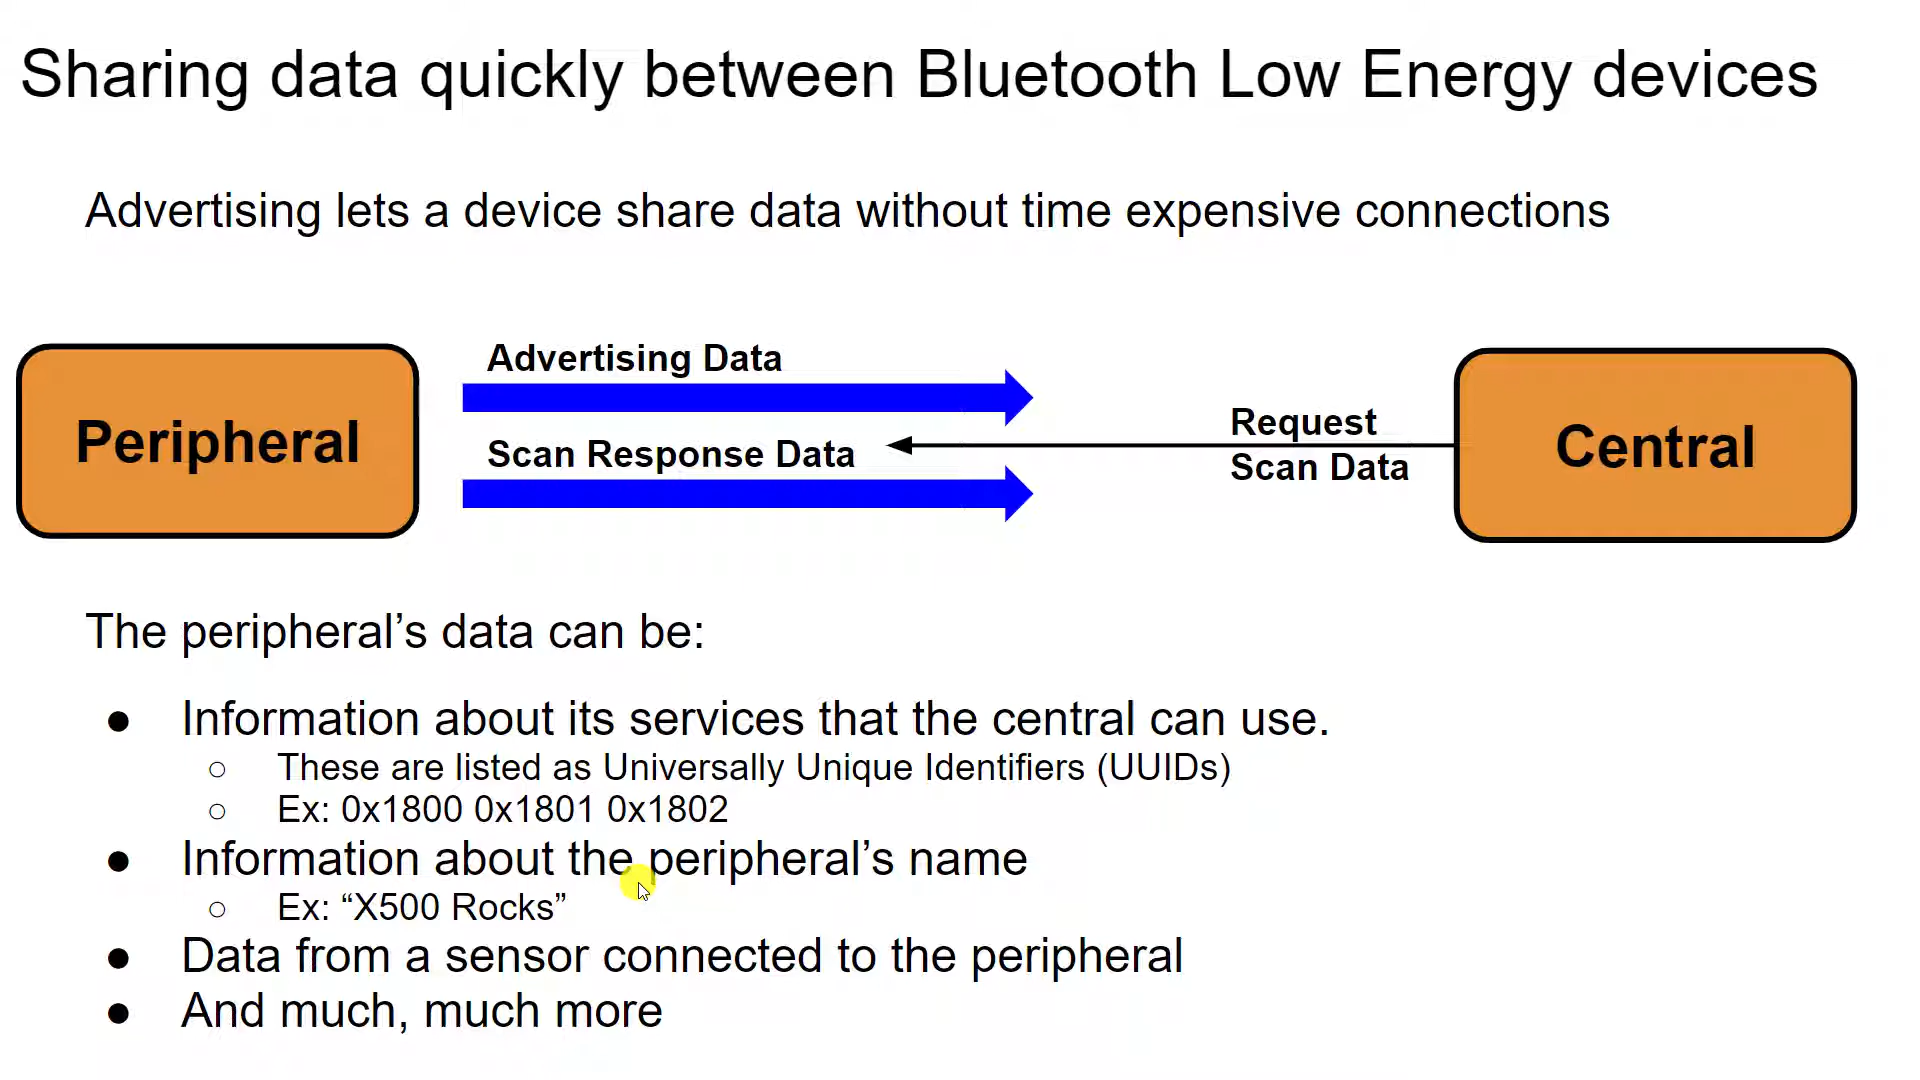 Sharing data quickly between Bluetooth Low Energy devices
Advertising lets a device share data without time expensive connections
Peripheral
Advertising Data
Scan Response Data
Request
Scan Data
Central
The peripheral’s data can be:
● Information about its services that the central can use.
○ These are listed as Universally Unique Identifiers (UUIDs)
○ Ex: 0x1800 0x1801 0x1802
● Information about the peripheral’s name
○ Ex: “X500 Rocks”
● Data from a sensor connected to the peripheral
● And much, much more